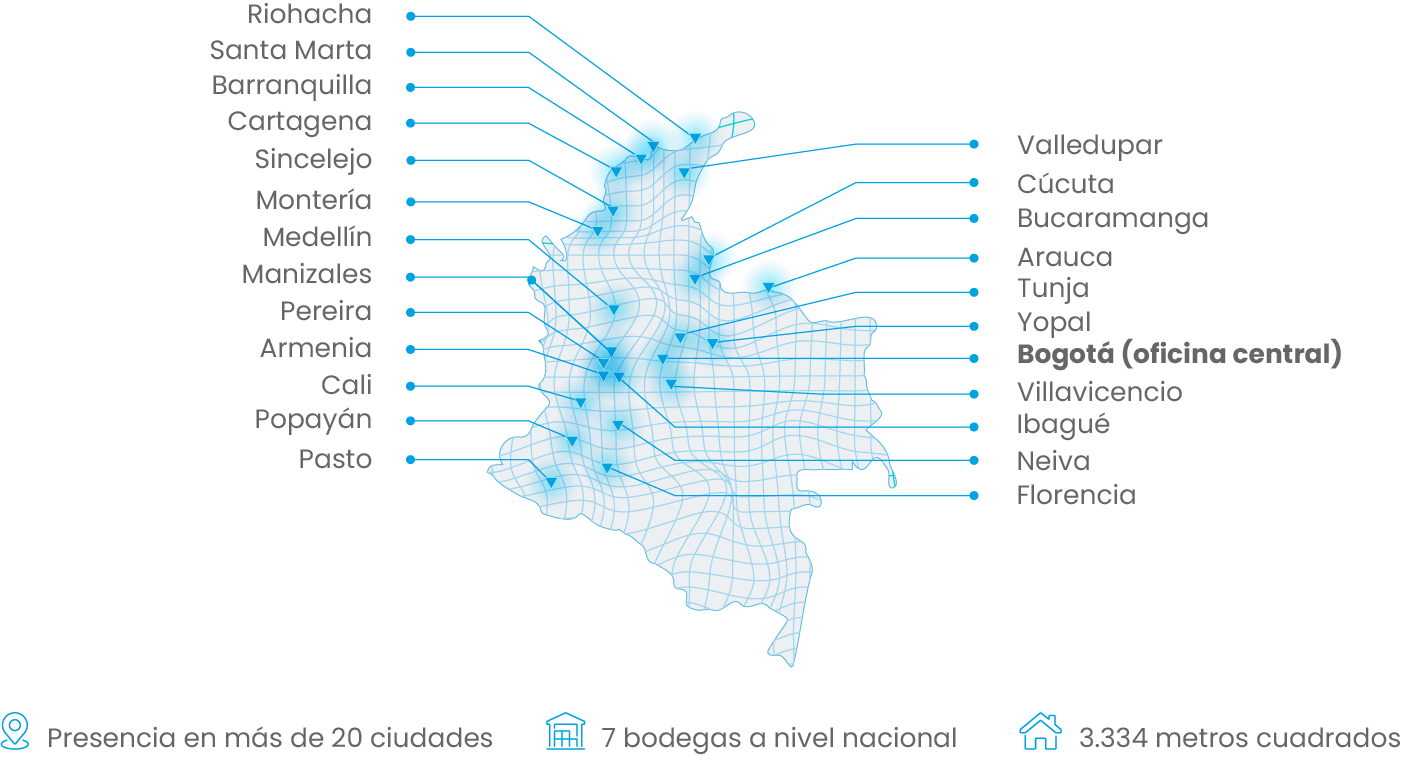 Riohacha
Santa Marta
Barranquilla
Cartagena
Sincelejo
Montería
Medellín
Manizales
Pereira
Armenia
Cali
Popayán
Pasto
Valledupar
Cúcuta
Bucaramanga
Arauca
Tunja
Yopal
Bogotá (oficina central)
Villavicencio
Ibagué
Neiva
Florencia
Presencia en más de 20 ciudades
7 bodegas a nivel nacional
3.334 metros cuadrados